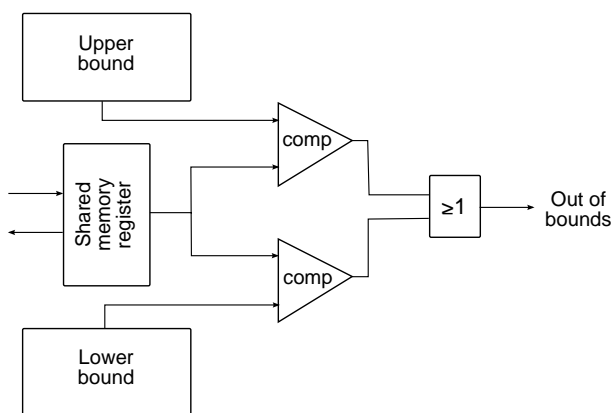 Upper
bound
comp
Shared
memory
register
≥1
Out of
bounds
comp
Lower
bound